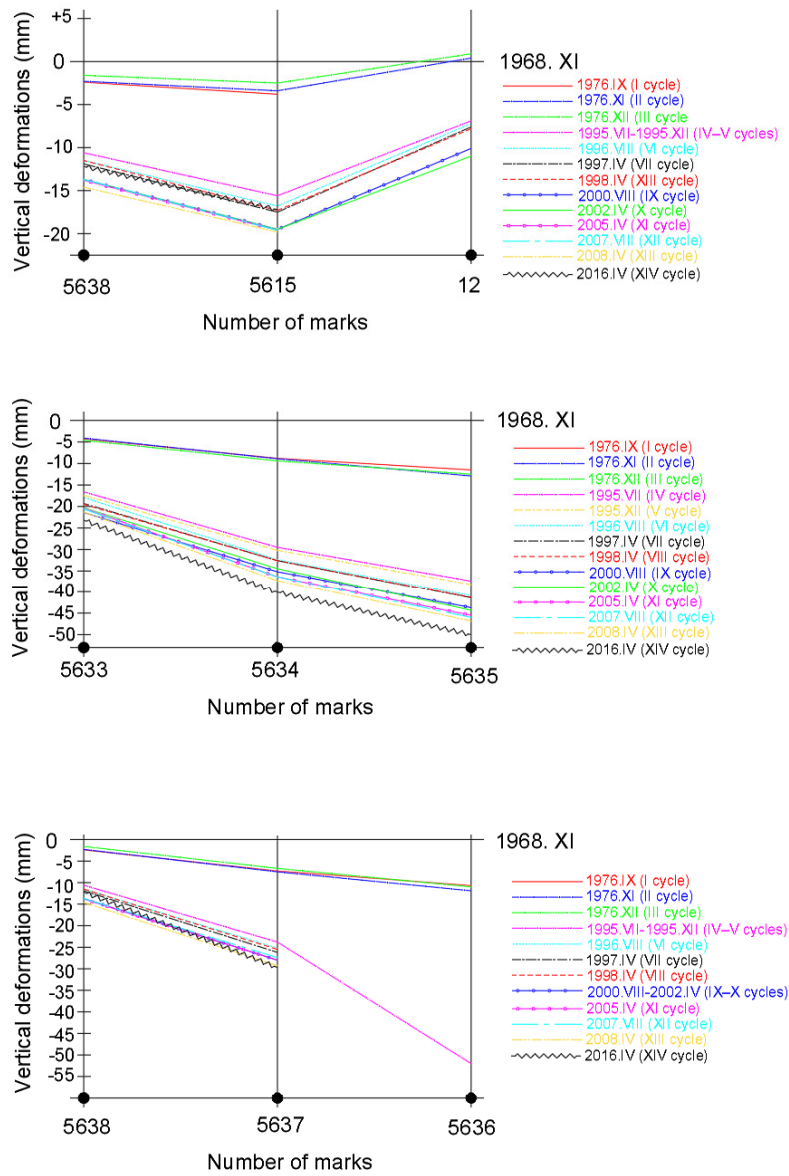 +5
0
-5
-10
-15
-20
Vertical deformations (mm)
5638 5615 12
Number of marks
1968. XI
1976.IX (I cycle)
1976.XI (II cycle)
1976.XII (III cycle
1995.VII-1995.XII (IV–V cycles)
1996.VIII (VI cycle)
1997.IV (VII cycle)
1998.IV (XIII cycle)
2000.VIII (IX cycle)
2002.IV (X cycle)
2005.IV (XI cycle)
2007.VIII (XII cycle)
2008.IV (XIII cycle)
2016.IV (XIV cycle)
0
-5
-10
-15
-20
-25
-30
-35
-40
-45
-50
Vertical deformations (mm)
5633 5634 5635
Number of marks
1968. XI
1976.IX (I cycle)
1976.XI (II cycle)
1976.XII (III cycle)
1995.VII (IV cycle)
1995.XII (V cycle)
1996.VIII (VI cycle)
1997.IV (VII cycle)
1998.IV (VIII cycle)
2000.VIII (IX cycle)
2002.IV (X cycle)
2005.IV (XI cycle)
2007.VIII (XII cycle)
2008.IV (XIII cycle)
2016.IV (XIV cycle)
0
-5
-10
-15
-20
-25
-30
-35
-40
-45
-50
-55
Vertical deformations (mm)
5638 5637 5636
Number of marks
1968. XI
1976.IX (I cycle)
1976.XI (II cycle)
1976.XII (III cycle)
1995.VII-1995.XII (IV–V cycles)
1996.VIII (VI cycle)
1997.IV (VII cycle)
1998.IV (VIII cycle)
2000.VIII-2002.IV (IX–X cycles)
2005.IV (XI cycle)
2007.VIII (XII cycle)
2008.IV (XIII cycle)
2016.IV (XIV cycle)